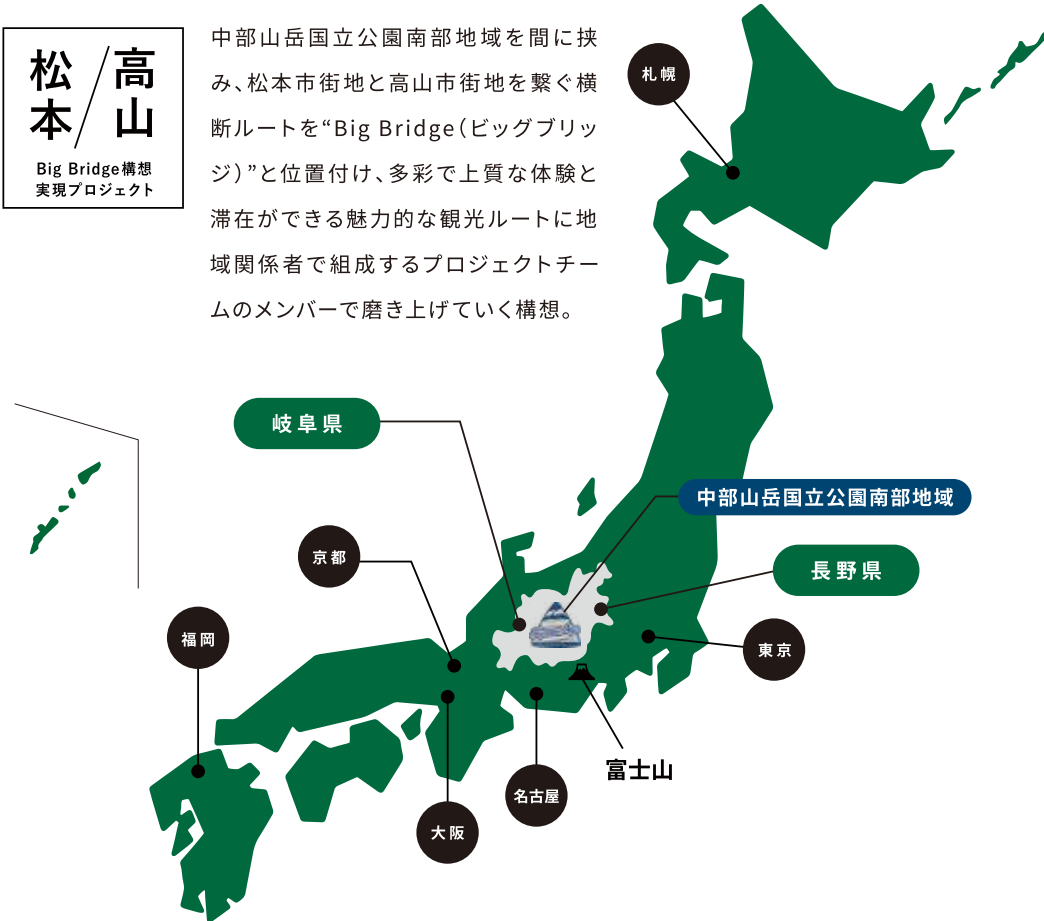 松本/高山
Big Bridge構想
実現プロジェクト
中部山岳国立公園南部地域を間に挟
み、松本市街地と高山市街地を繋ぐ横
断ルートを“Big Bridge（ビッグブリッ
ジ）”と位置付け、多彩で上質な体験と
滞在ができる魅力的な観光ルートに地
域関係者で組成するプロジェクトチー
ムのメンバーで磨き上げていく構想。
札幌
岐阜県
中部山岳国立公園南部地域
京都
長野県
福岡
東京
富士山
名古屋
大阪